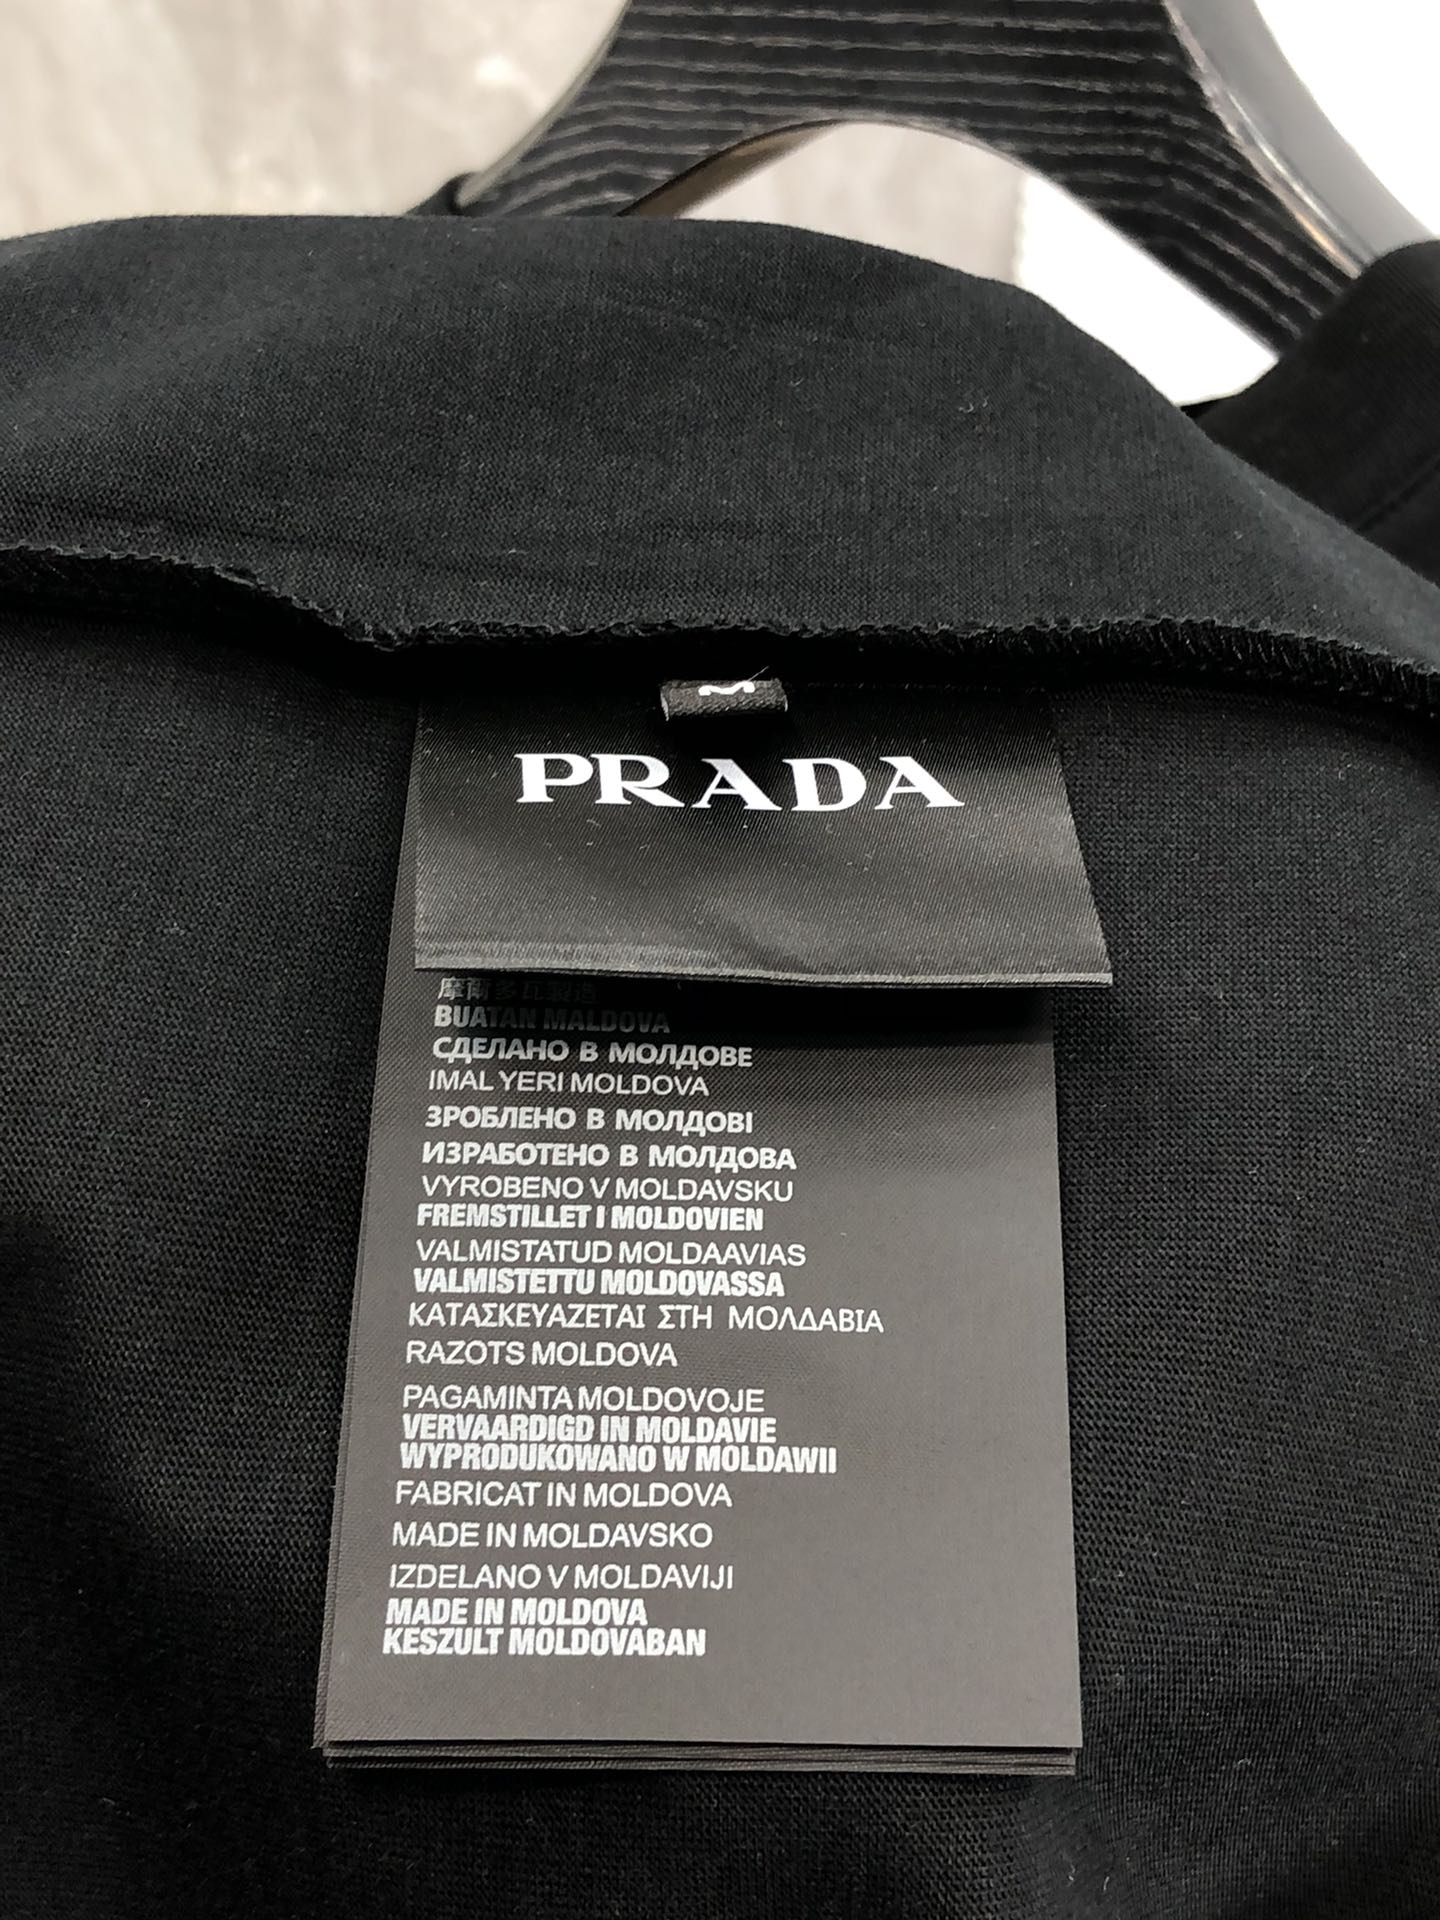 M
PRADA
摩爾多瓦製造
BUATAN MALDOVA
СДЕЛАНО В МОЛДОВЕ
IMAL YERI MOLDOVA
ЗРОБЛЕНО В МОЛДОВІ
ИЗРАБОТЕНО В МОЛДОВА
VYROBENO V MOLDAVSKU
FREMSTILLET I MOLDOVIEN
VALMISTATUD MOLDAAVIAS
VALMISTETTU MOLDOVASSA
ΚΑΤΑΣΚΕΥΑΖΕΤΑΙ ΣΤΗ ΜΟΛΔΑΒΙΑ
RAZOTS MOLDOVA
PAGAMINTA MOLDOVOJE
VERVAARDIGD IN MOLDAVIE
WYPRODUKOWANO W MOLDAWII
FABRICAT IN MOLDOVA
MADE IN MOLDAVSKO
IZDELANO V MOLDAVIJI
MADE IN MOLDOVA
KESZULT MOLDOVABAN